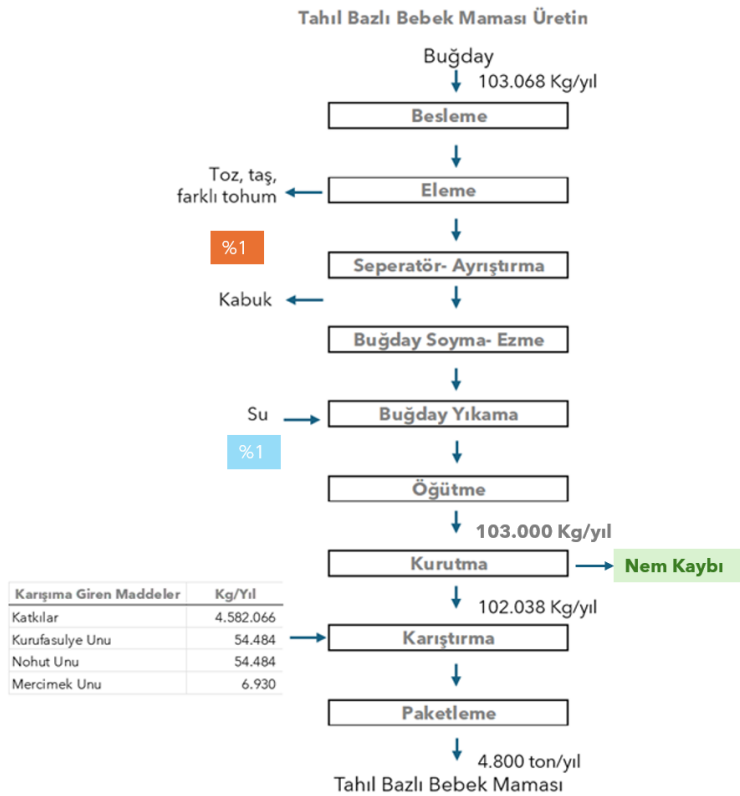 Tahıl Bazlı Bebek Maması Üretin
Buğday
103.068 Kg/yıl
Besleme
Toz, taş,
farklı tohum
Eleme
%1
Seperatör- Ayrıştırma
Kabuk
Buğday Soyma- Ezme
Su
Buğday Yıkama
%1
Öğütme
103.000 Kg/yıl
Kurutma
Nem Kaybı
102.038 Kg/yıl
Karışıma Giren Maddeler Kg/Yıl
Katkılar 4.582.066
Kurufasulye Unu 54.484
Nohut Unu 54.484
Mercimek Unu 6.930
Karıştırma
Paketleme
4.800 ton/yıl
Tahıl Bazlı Bebek Maması